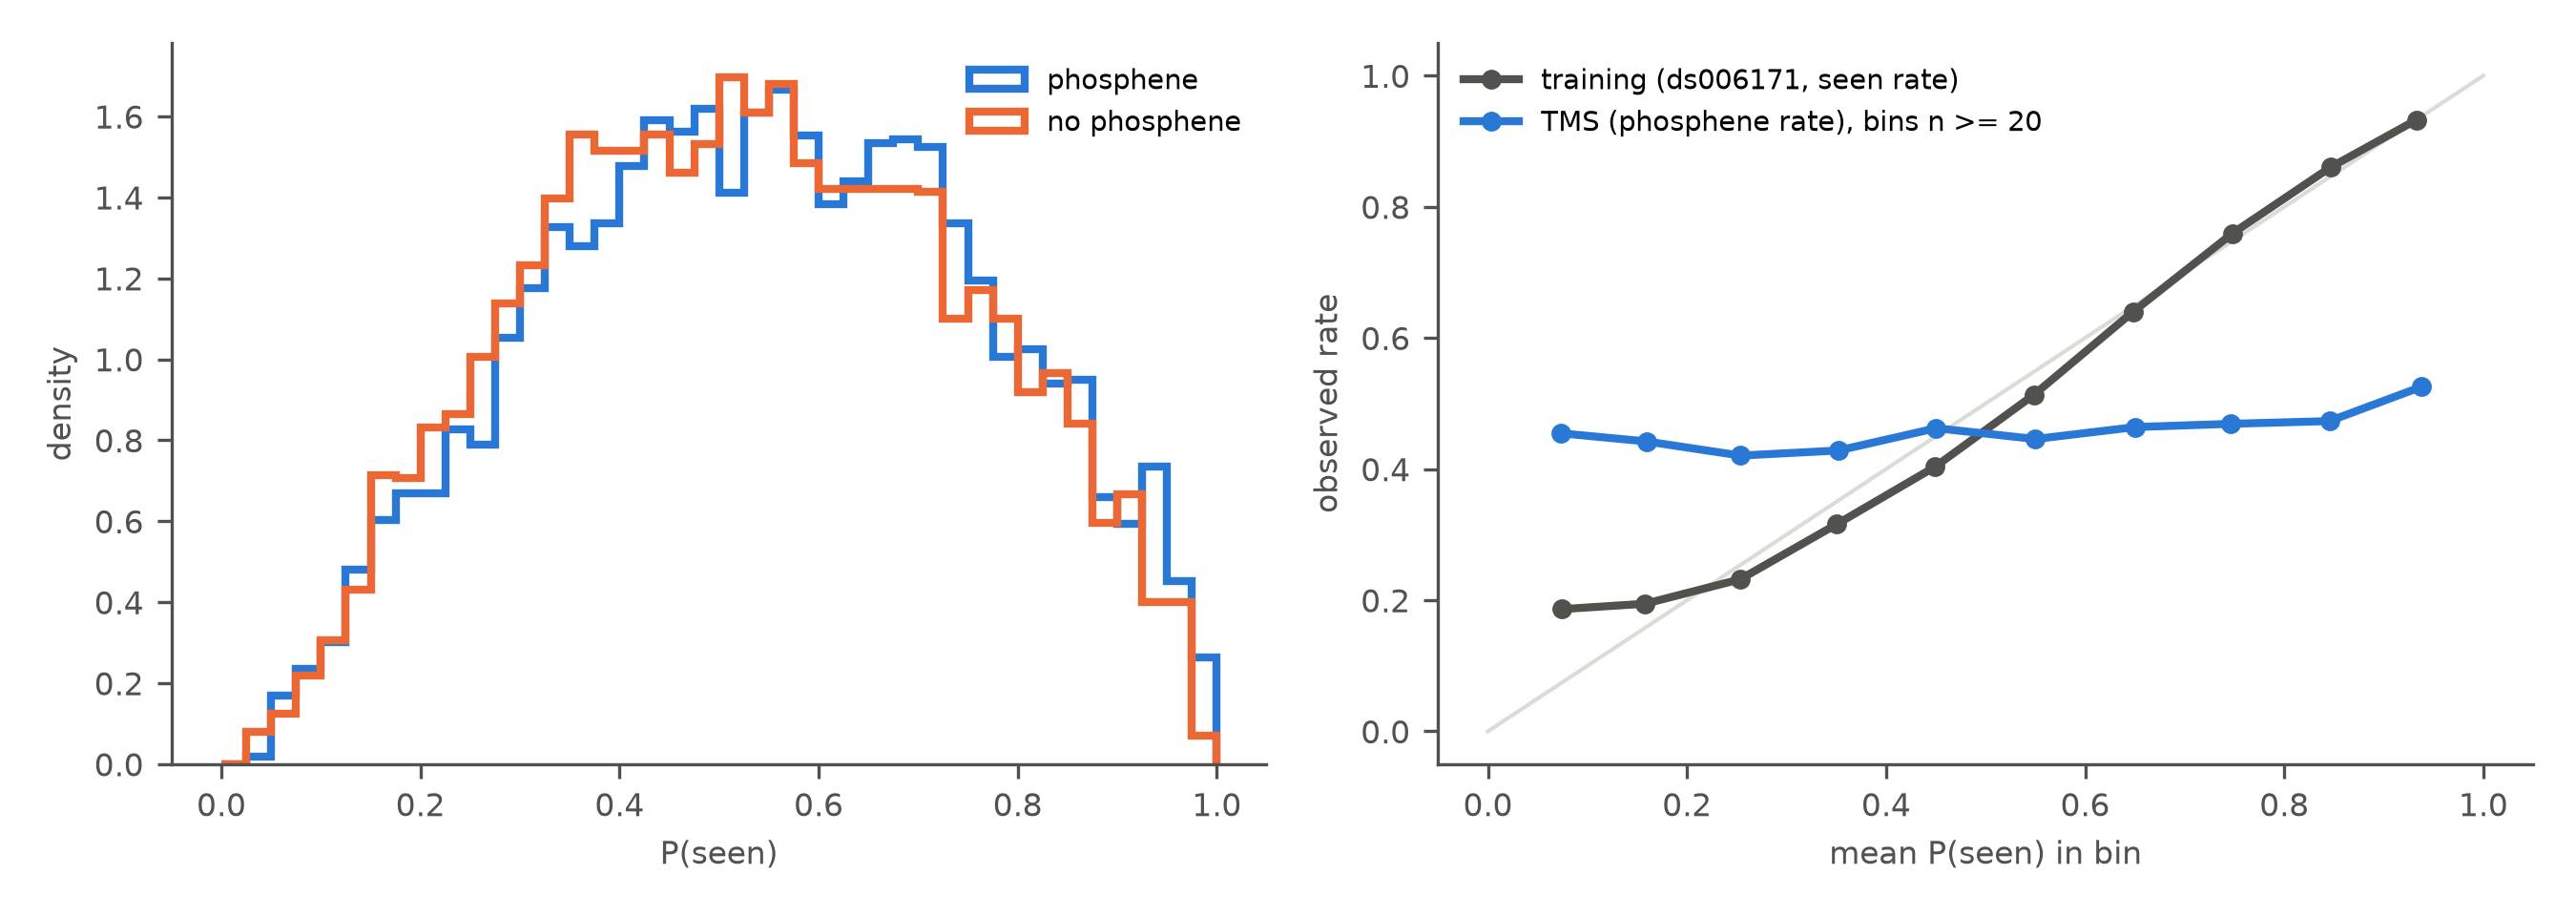 phosphene
no phosphene
1.6
1.4
1.2
1.0
0.8
0.6
0.4
0.2
0.0
density
0.0 0.2 0.4 0.6 0.8 1.0
P(seen)
training (ds006171, seen rate)
TMS (phosphene rate), bins n >= 20
1.0
0.8
0.6
0.4
0.2
0.0
observed rate
0.0 0.2 0.4 0.6 0.8 1.0
mean P(seen) in bin